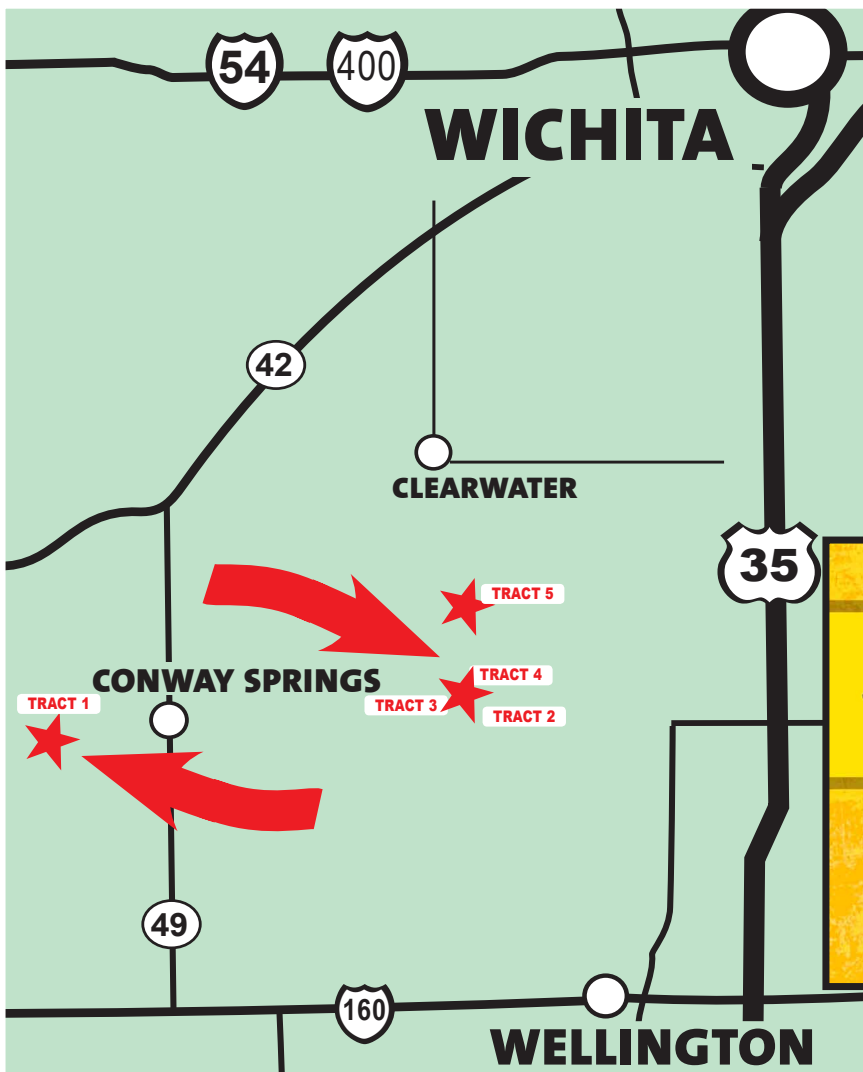 54
400
WICHITA
42
CLEARWATER
35
TRACT 5
CONWAY SPRINGS
TRACT 4
TRACT 1
TRACT 3
TRACT 2
49
160
WELLINGTON